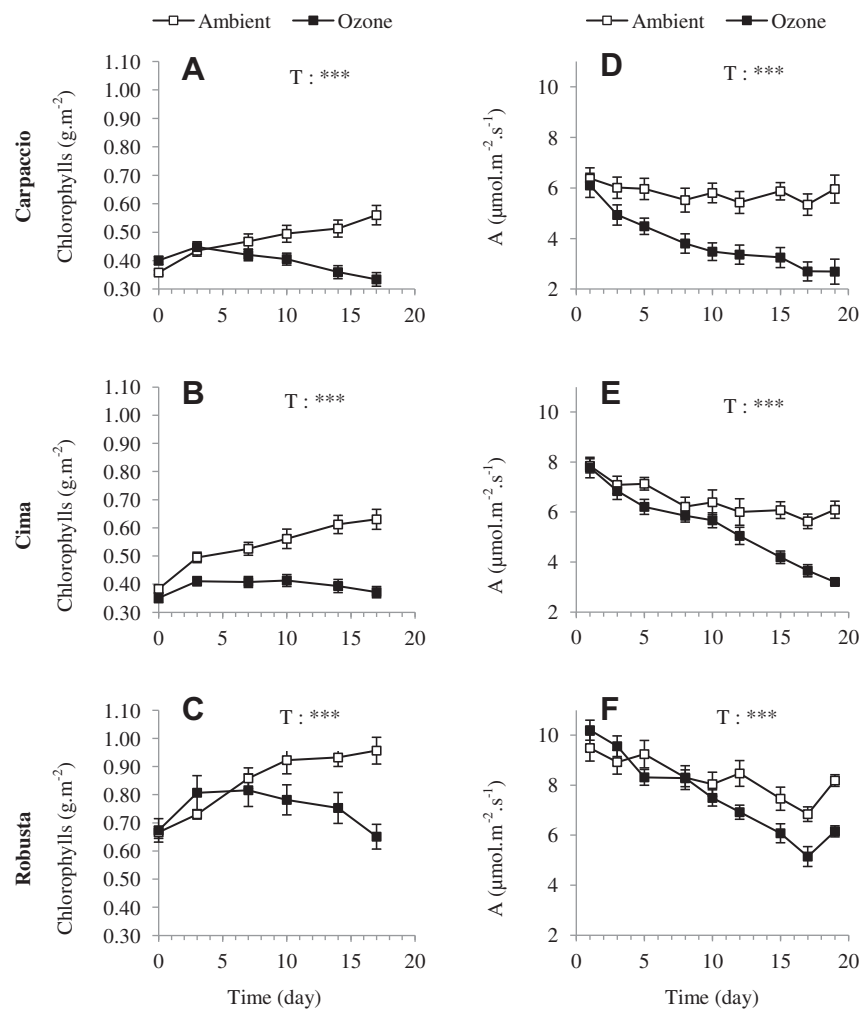 Ambient Ozone
Ambient Ozone
Carpaccio
Chlorophylls (g.m-2)
A
T : ***
1.10
1.00
0.90
0.80
0.70
0.60
0.50
0.40
0.30
0 5 10 15 20
A (µmol.m-2.s-1)
D
T : ***
10
8
6
4
2
0 5 10 15 20
Cima
Chlorophylls (g.m-2)
B
T : ***
1.10
1.00
0.90
0.80
0.70
0.60
0.50
0.40
0.30
0 5 10 15 20
A (µmol.m-2.s-1)
E
T : ***
10
8
6
4
2
0 5 10 15 20
Robusta
Chlorophylls (g.m-2)
C
T : ***
1.10
1.00
0.90
0.80
0.70
0.60
0.50
0.40
0.30
0 5 10 15 20
Time (day)
A (µmol.m-2.s-1)
F
T : ***
10
8
6
4
2
0 5 10 15 20
Time (day)